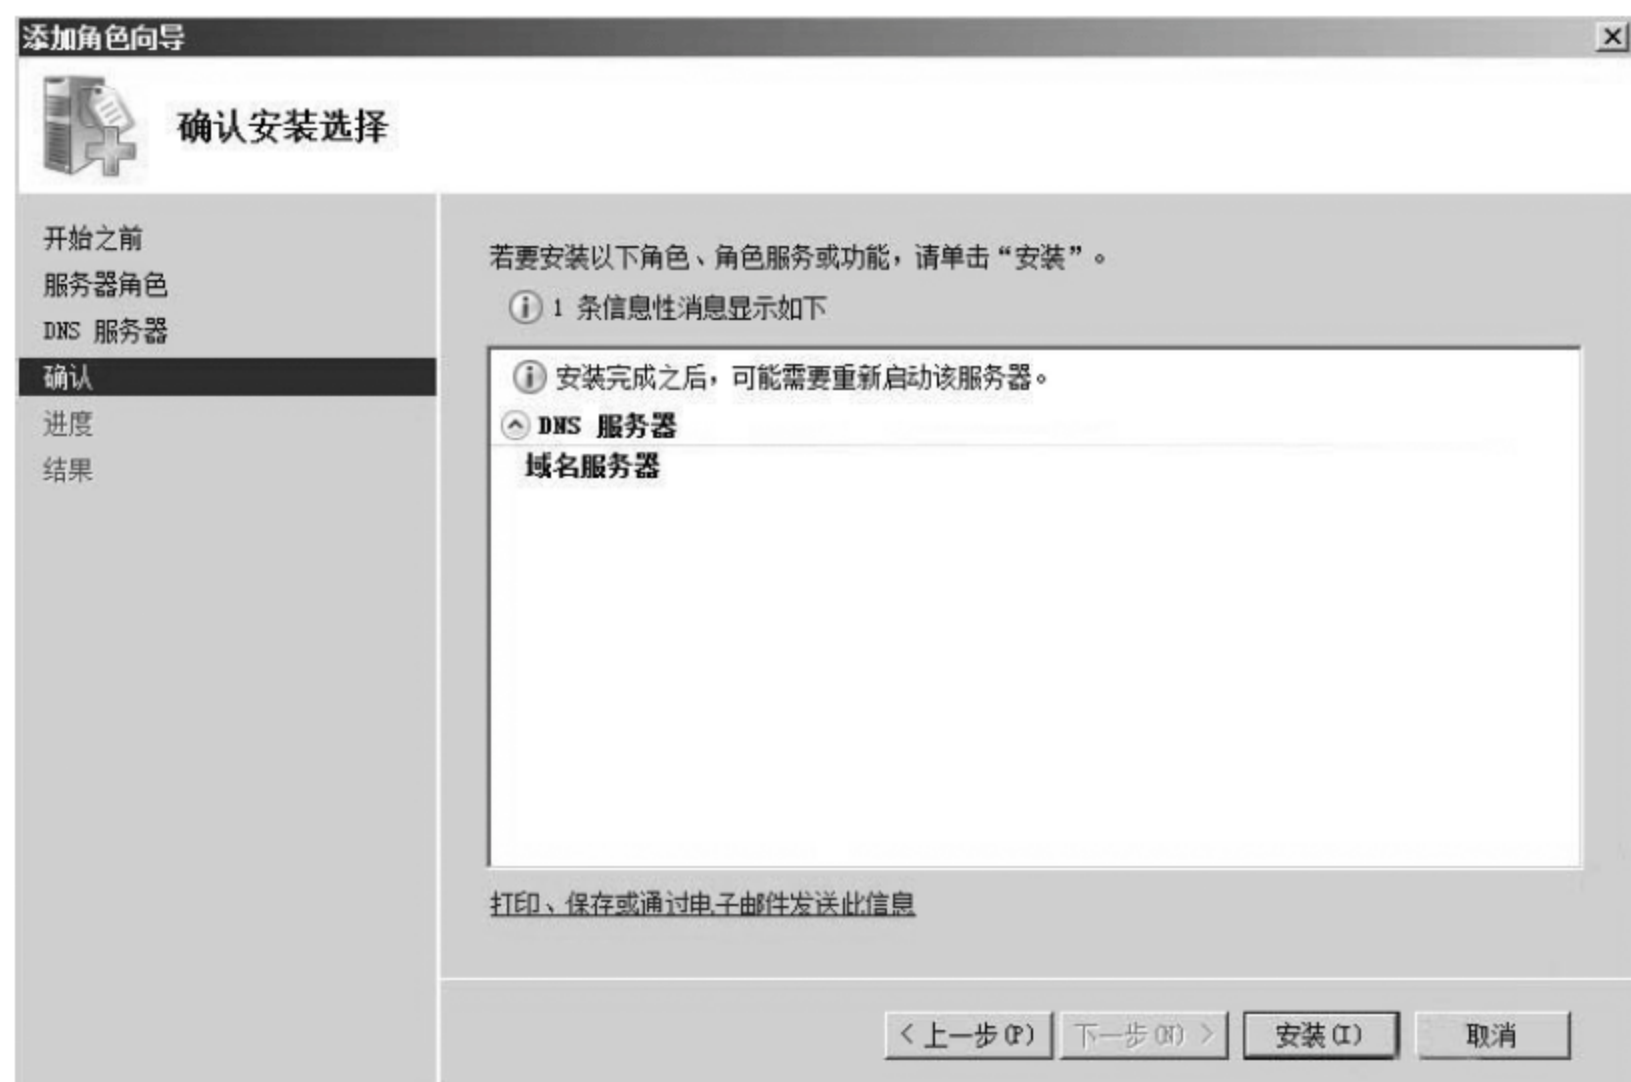 添加角色向导
确认安装选择
开始之前
服务器角色
DNS 服务器
确认
进度
结果
若要安装以下角色、角色服务或功能，请单击“安装”。
1 条信息性消息显示如下
安装完成之后，可能需要重新启动该服务器。
DNS 服务器
域名服务器
打印、保存或通过电子邮件发送此信息
< 上一步(P)
下一步(N) >
安装(I)
取消